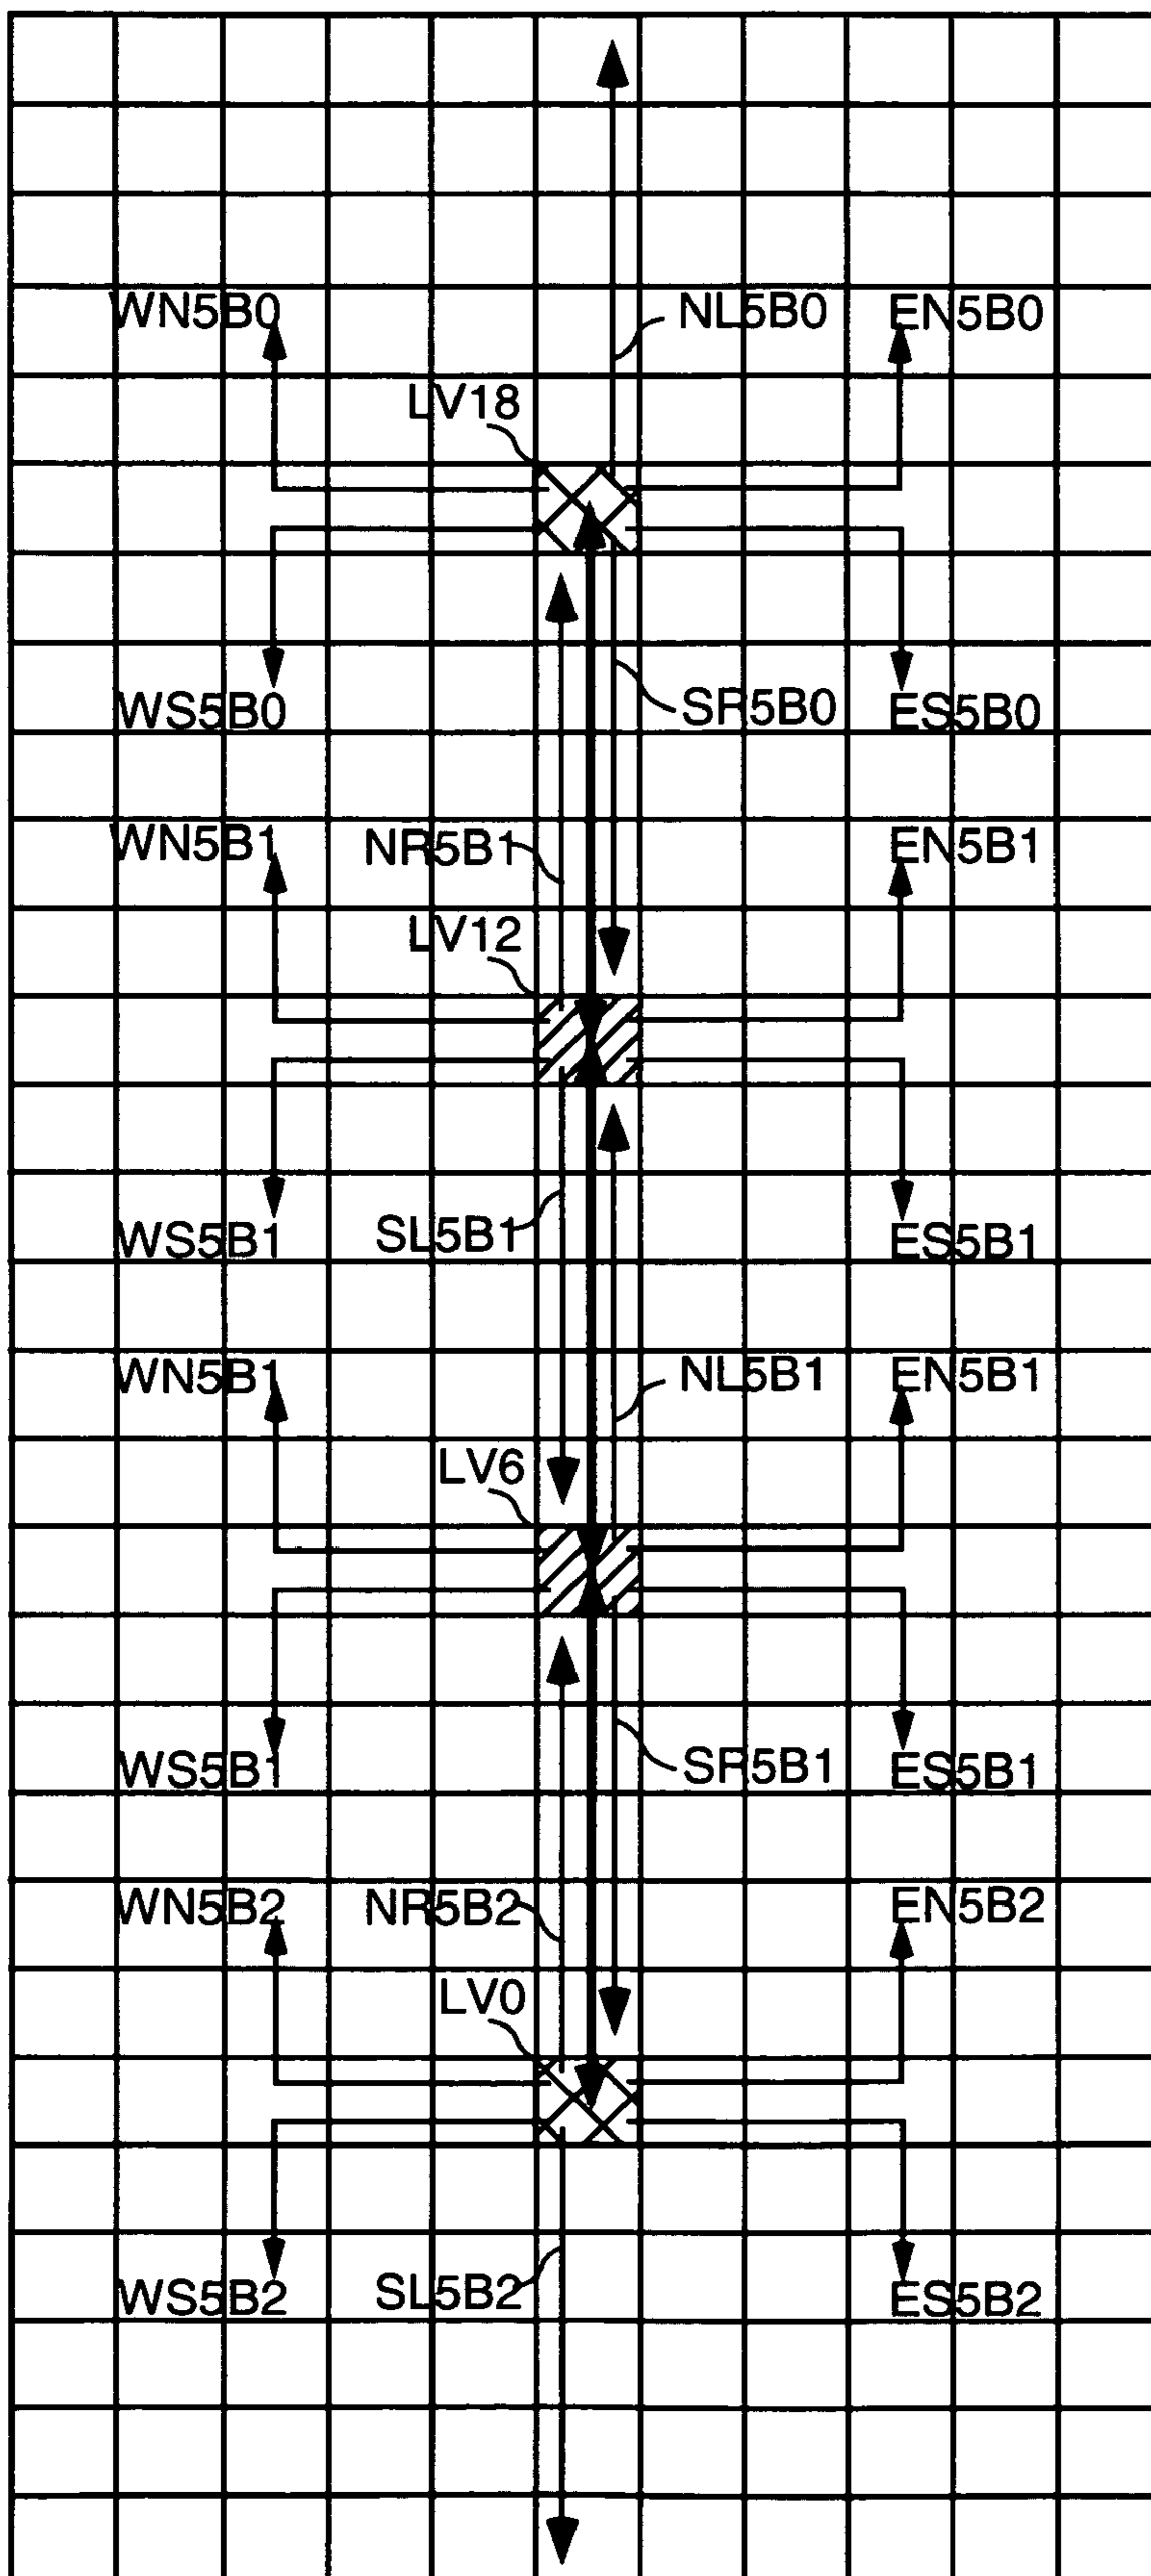 WN5B0
NL5B0
EN5B0
LV18
WS5B0
SR5B0
ES5B0
WN5B1
NR5B1
EN5B1
LV12
WS5B1
SL5B1
ES5B1
WN5B1
NL5B1
EN5B1
LV6
WS5B1
SR5B1
ES5B1
WN5B2
NR5B2
EN5B2
LV0
WS5B2
SL5B2
ES5B2